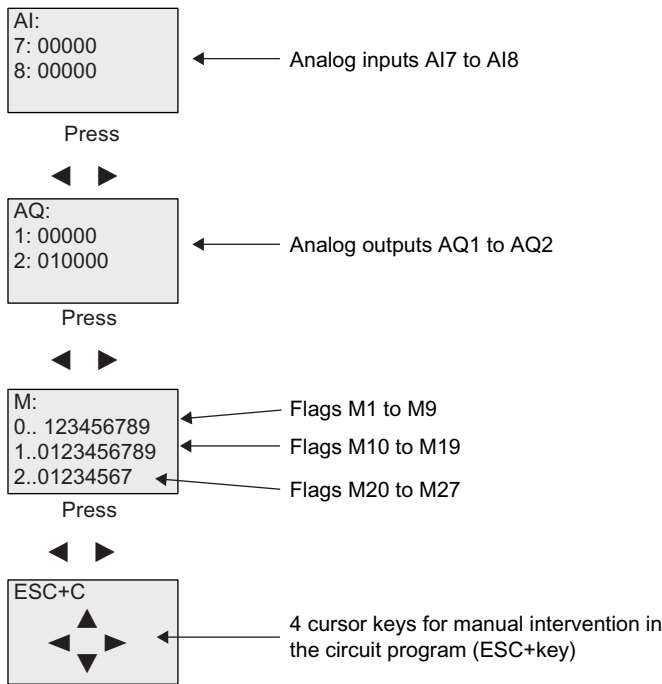 AI:
7: 00000
8: 00000
Analog inputs AI7 to AI8
Press
AQ:
1: 00000
2: 010000
Analog outputs AQ1 to AQ2
Press
M:
0.. 123456789
1..0123456789
2..01234567
Flags M1 to M9
Flags M10 to M19
Flags M20 to M27
Press
ESC+C
4 cursor keys for manual intervention in
the circuit program (ESC+key)